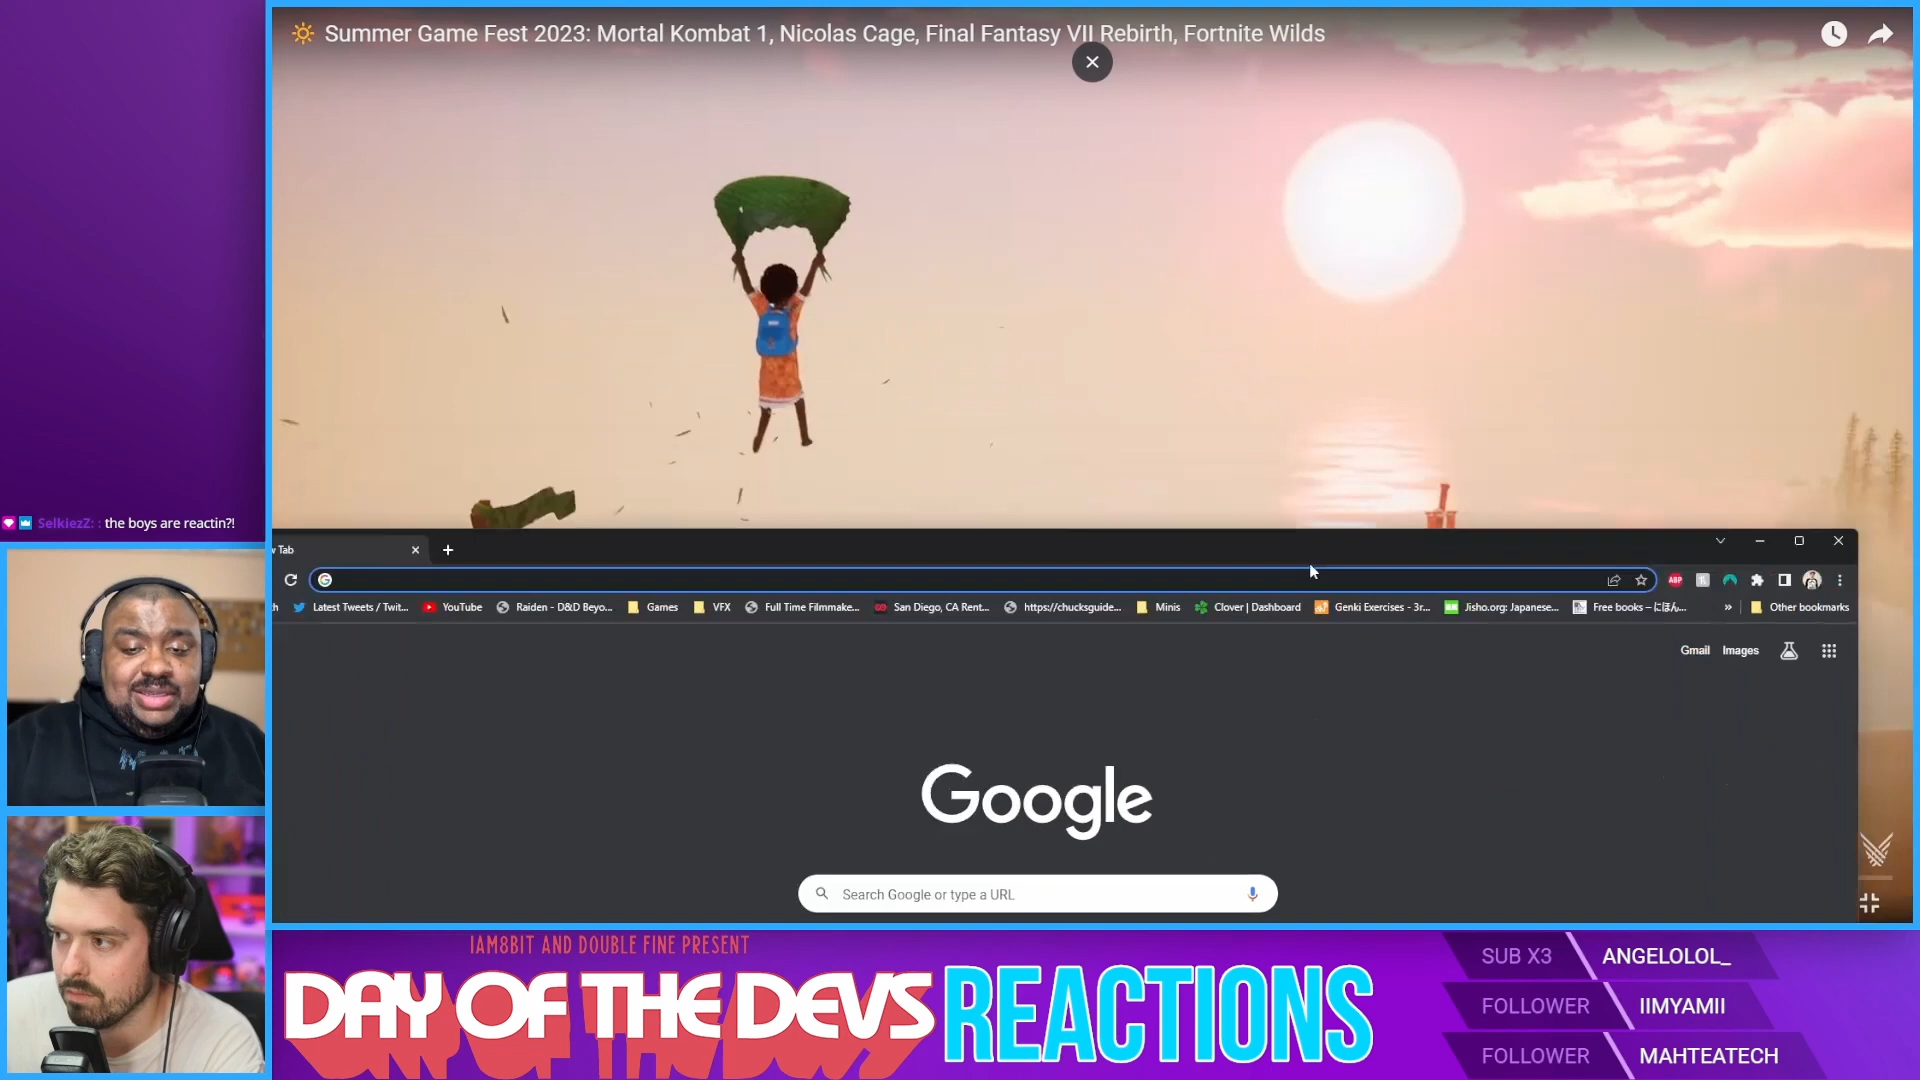 Summer Game Fest 2023: Mortal Kombat 1, Nicolas Cage, Final Fantasy VII Rebirth, Fortnite Wilds
SelkiezZ: : the boys are reactin?!
w Tab
Latest Tweets / Twit... YouTube Raiden - D&D Beyo... Games VFX Full Time Filmmake... San Diego, CA Rent... https://chucksguide... Minis Clover | Dashboard Genki Exercises - 3r... Jisho.org: Japanese... Free books – にほん... » Other bookmarks
Gmail Images
Google
Search Google or type a URL
IAM8BIT AND DOUBLE FINE PRESENT
DAY OF THE DEVS REACTIONS
SUB X3 ANGELOLOL_
FOLLOWER IIMYAMII
FOLLOWER MAHTEATECH